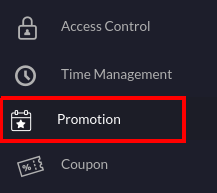 Access Control
Time Management
Promotion
Coupon